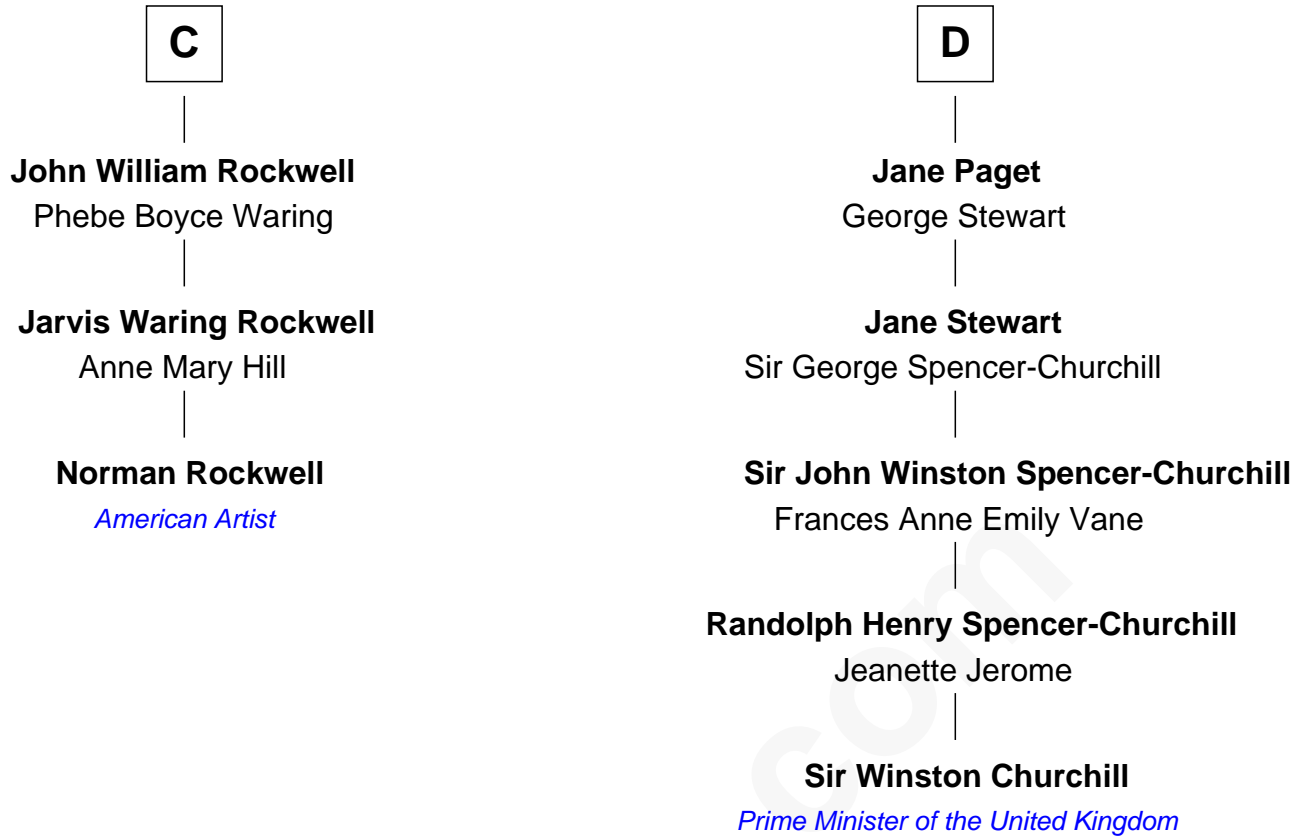 C
John William Rockwell
Phebe Boyce Waring
Jarvis Waring Rockwell
Anne Mary Hill
Norman Rockwell
American Artist
D
Jane Paget
George Stewart
Jane Stewart
Sir George Spencer-Churchill
Sir John Winston Spencer-Churchill
Frances Anne Emily Vane
Randolph Henry Spencer-Churchill
Jeanette Jerome
Sir Winston Churchill
Prime Minister of the United Kingdom
com